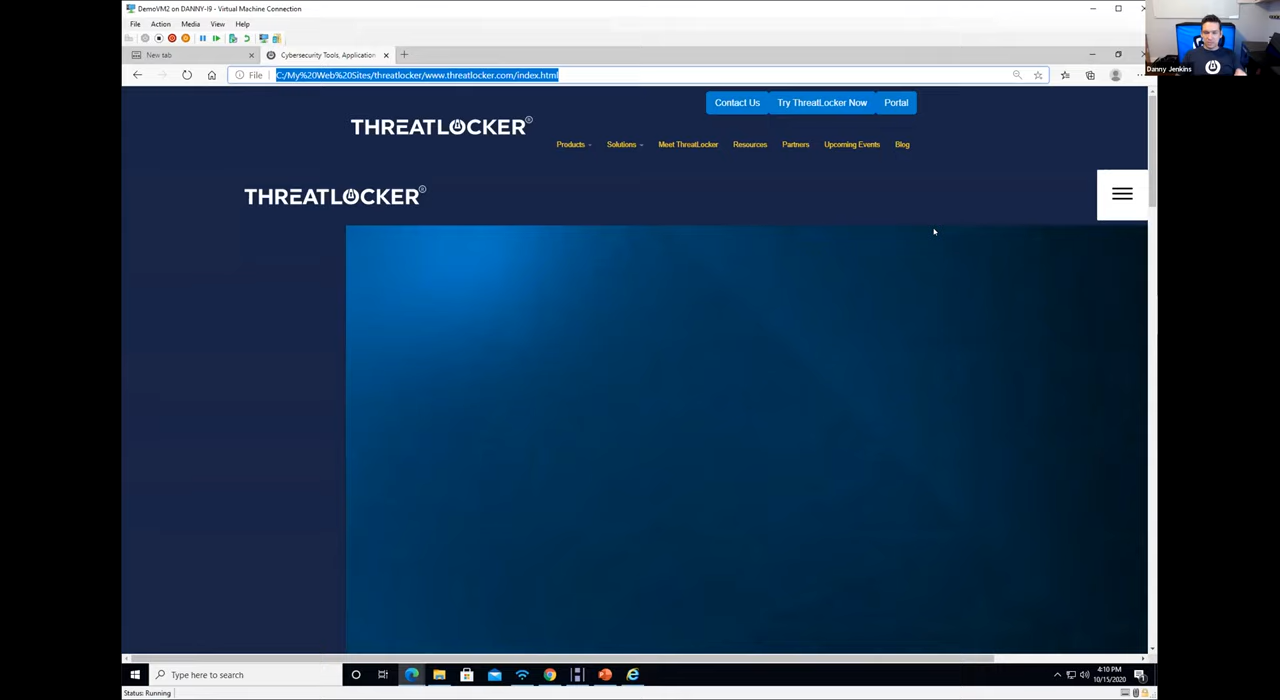 DemoVM2 on DANNY-I9 - Virtual Machine Connection
File Action Media View Help
New tab
Cybersecurity Tools, Application
File
C:/My%20Web%20Sites/threatlocker/www.threatlocker.com/index.html
Danny Jenkins
Contact Us Try ThreatLocker Now Portal
THREATLOCKER®
Products Solutions Meet ThreatLocker Resources Partners Upcoming Events Blog
THREATLOCKER®
Type here to search
4:10 PM
10/15/2020
Status: Running